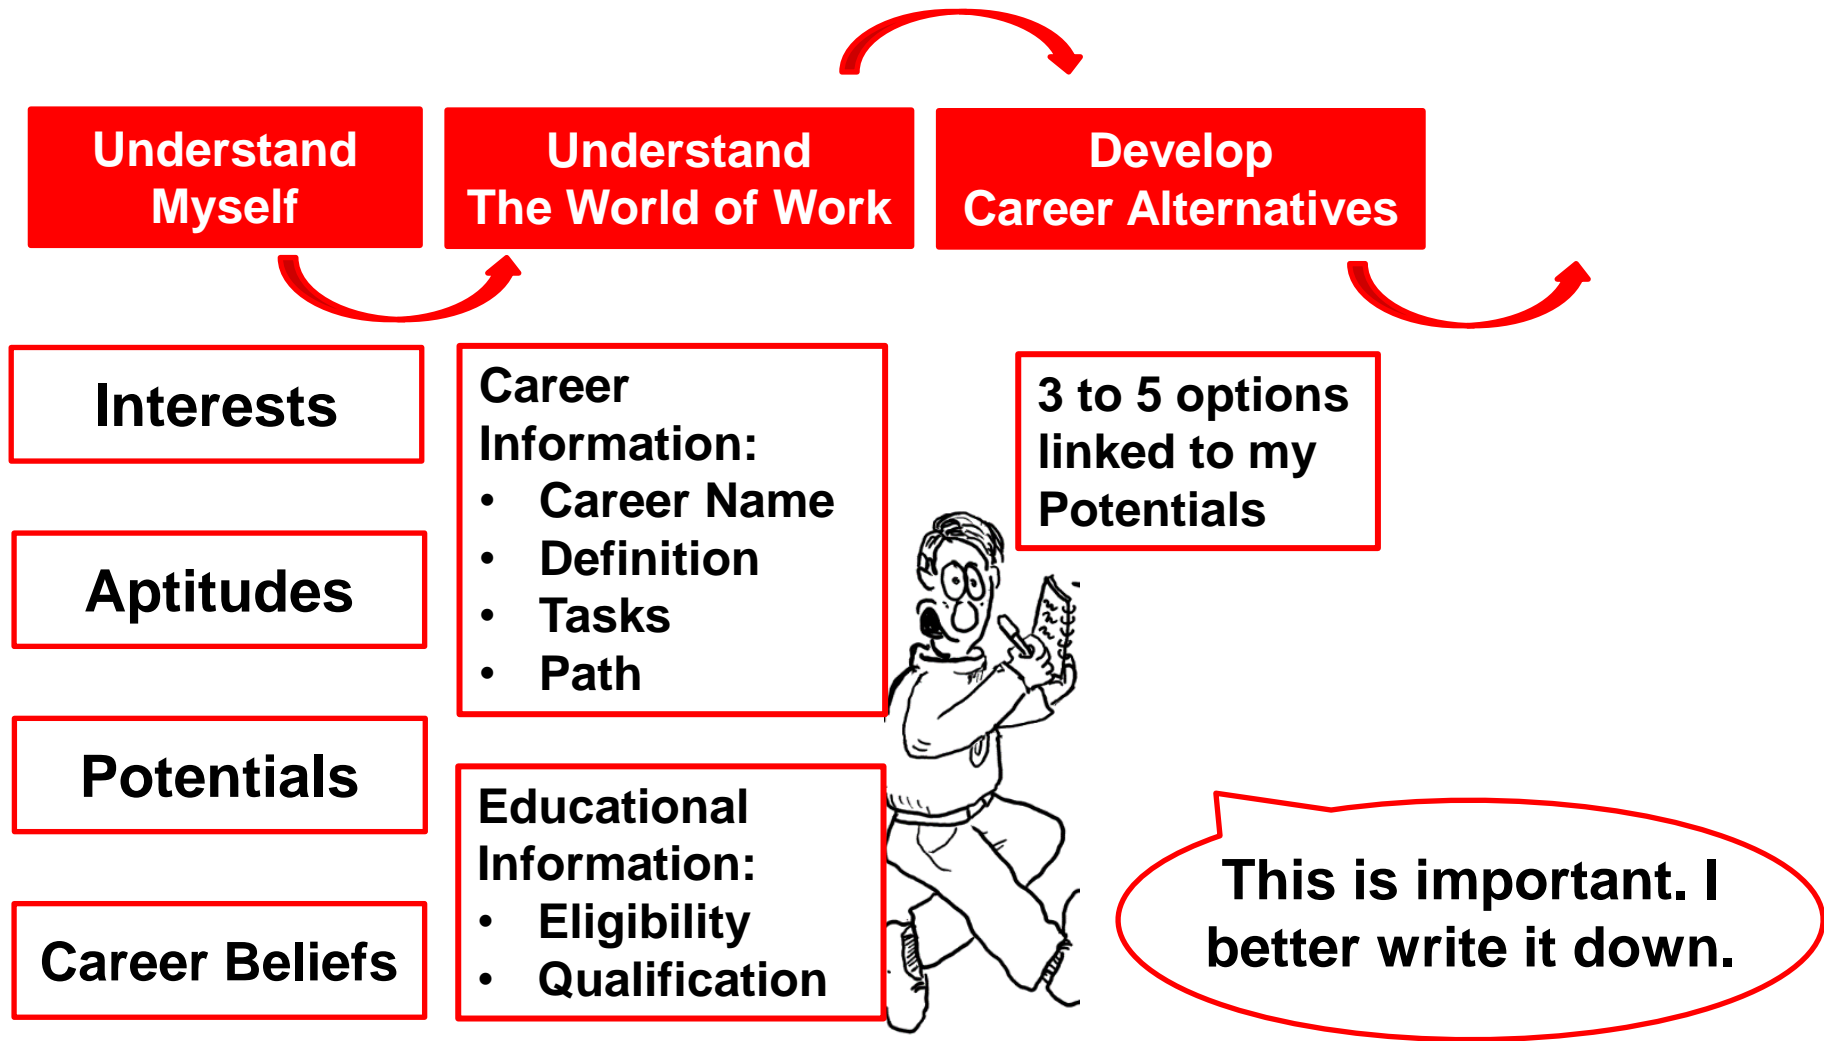 Understand
Myself
Understand
The World of Work
Develop
Career Alternatives
Interests
Aptitudes
Potentials
Career Beliefs
Career
Information:
• Career Name
• Definition
• Tasks
• Path
Educational
Information:
• Eligibility
• Qualification
3 to 5 options
linked to my
Potentials
This is important. I
better write it down.